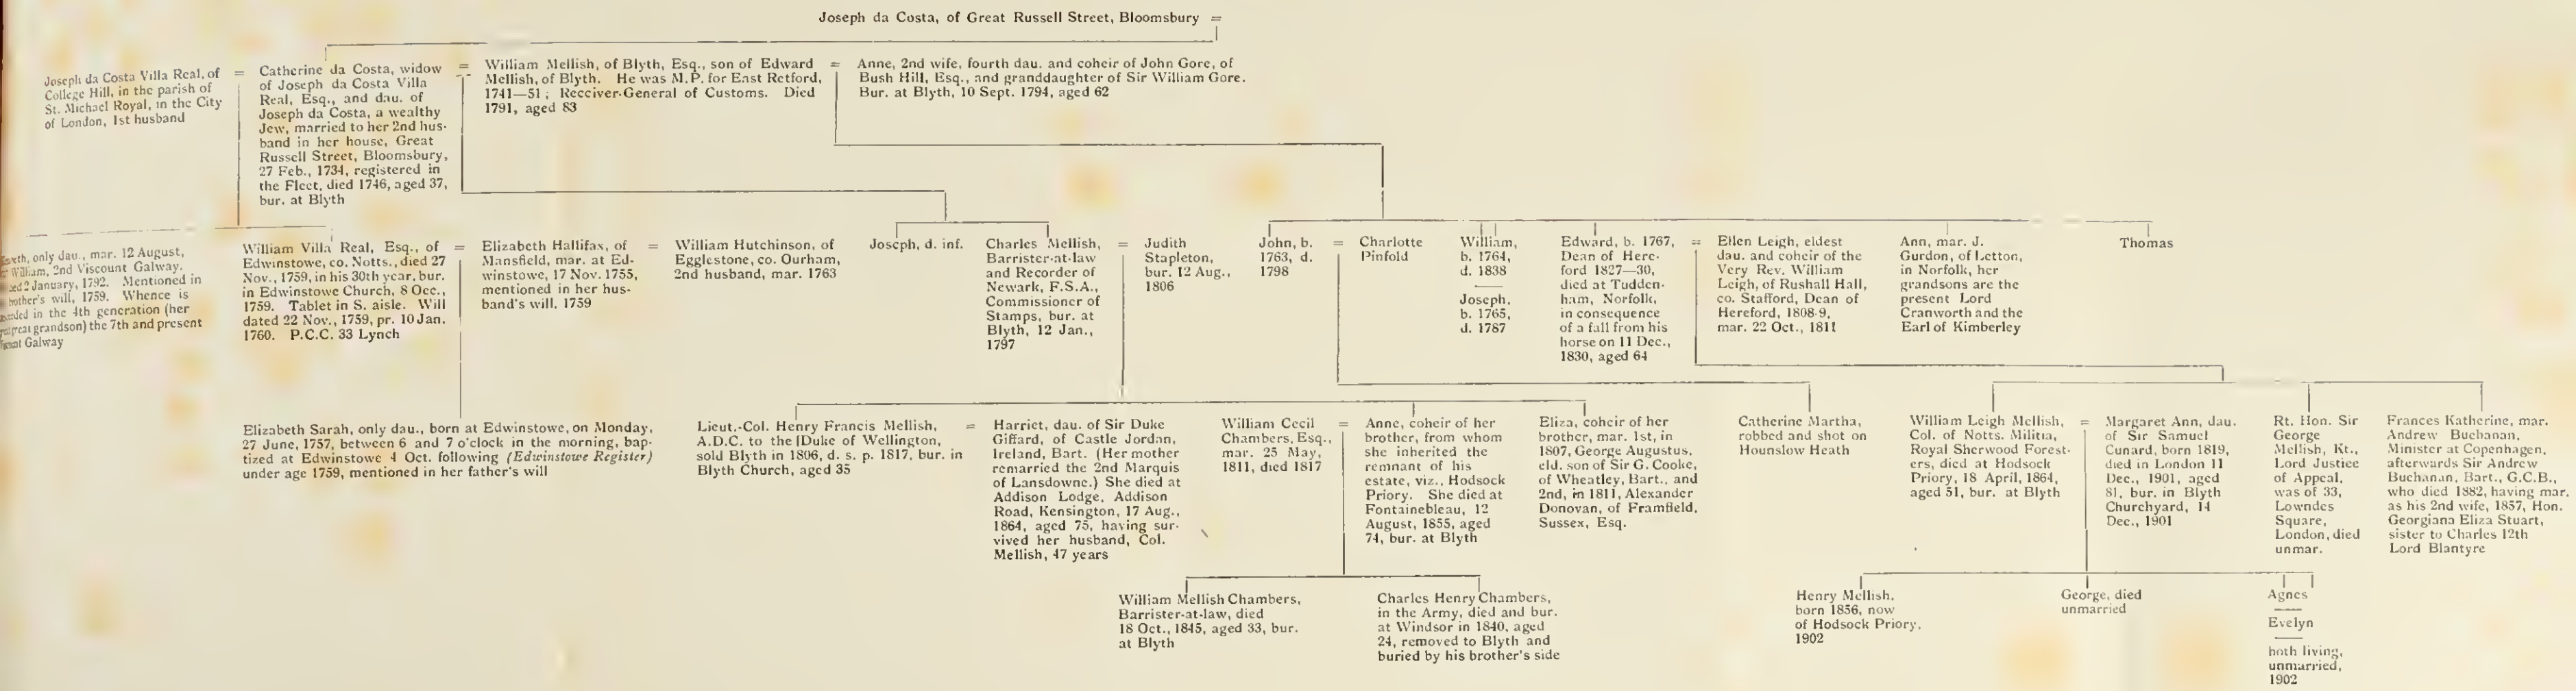 Joseph da Costa, of Great Russell Street, Bloomsbury =
Joseph da Costa Villa Real, of
College Hill, in the parish of
St. Michael Royal, in the City
of London, 1st husband
=
Catherine da Costa, widow
of Joseph da Costa Villa
Real, Esq., and dau. of
Joseph da Costa, a wealthy
Jew, married to her 2nd hus-
band in her house, Great
Russell Street, Bloomsbury,
27 Feb., 1734, registered in
the Fleet, died 1746, aged 37,
bur. at Blyth
=
William Mellish, of Blyth, Esq., son of Edward
Mellish, of Blyth. He was M.P. for East Retford,
1741—51; Receiver-General of Customs. Died
1791, aged 83
=
Anne, 2nd wife, fourth dau. and coheir of John Gore, of
Bush Hill, Esq., and granddaughter of Sir William Gore.
Bur. at Blyth, 10 Sept. 1794, aged 62
only dau., mar. 12 August,
William, 2nd Viscount Galway.
2 January, 1792. Mentioned in
brother's will, 1759. Whence is
in the 4th generation (her
grandson) the 7th and present
Galway
William Villa Real, Esq., of
Edwinstowe, co. Notts., died 27
Nov., 1759, in his 30th year, bur.
in Edwinstowe Church, 8 Occ.,
1759. Tablet in S. aisle. Will
dated 22 Nov., 1759, pr. 10 Jan.
1760. P.C.C. 33 Lynch
=
Elizabeth Hallifax, of
Mansfield, mar. at Ed-
winstowe, 17 Nov. 1755,
mentioned in her hus-
band's will, 1759
=
William Hutchinson, of
Egglestone, co. Ourham,
2nd husband, mar. 1763
Joseph, d. inf.
Charles Mellish,
Barrister-at-law
and Recorder of
Newark, F.S.A.,
Commissioner of
Stamps, bur. at
Blyth, 12 Jan.,
1797
=
Judith
Stapleton,
bur. 12 Aug.,
1806
John, b.
1763, d.
1798
=
Charlotte
Pinfold
William,
b. 1764,
d. 1838
Joseph,
b. 1765,
d. 1787
Edward, b. 1767,
Dean of Here-
ford 1827—30,
died at Tudden-
ham, Norfolk,
in consequence
of a fall from his
horse on 11 Dec.,
1830, aged 64
=
Ellen Leigh, eldest
dau. and coheir of the
Very Rev. William
Leigh, of Rushall Hall,
co. Stafford, Dean of
Hereford, 1808-9,
mar. 22 Oct., 1811
Ann, mar. J.
Gurdon, of Letton,
in Norfolk, her
grandsons are the
present Lord
Cranworth and the
Earl of Kimberley
Thomas
Elizabeth Sarah, only dau., born at Edwinstowe, on Monday,
27 June, 1757, between 6 and 7 o'clock in the morning, bap-
tized at Edwinstowe 4 Oct. following (Edwinstowe Register)
under age 1759, mentioned in her father's will
Lieut.-Col. Henry Francis Mellish,
A.D.C. to the Duke of Wellington,
sold Blyth in 1806, d. s. p. 1817, bur. in
Blyth Church, aged 35
=
Harriet, dau. of Sir Duke
Giffard, of Castle Jordan,
Ireland, Bart. (Her mother
remarried the 2nd Marquis
of Lansdowne.) She died at
Addison Lodge, Addison
Road, Kensington, 17 Aug.,
1864, aged 75, having sur-
vived her husband, Col.
Mellish, 47 years
William Cecil
Chambers, Esq.,
mar. 25 May,
1811, died 1817
=
Anne, coheir of her
brother, from whom
she inherited the
remnant of his
estate, viz., Hodsock
Priory. She died at
Fontainebleau, 12
August, 1855, aged
74, bur. at Blyth
Eliza, coheir of her
brother, mar. 1st, in
1807, George Augustus,
eld. son of Sir G. Cooke,
of Wheatley, Bart., and
2nd, in 1811, Alexander
Donovan, of Framfield,
Sussex, Esq.
Catherine Martha,
robbed and shot on
Hounslow Heath
William Leigh Mellish,
Col. of Notts. Militia,
Royal Sherwood Forest-
ers, died at Hodsock
Priory, 18 April, 1864,
aged 51, bur. at Blyth
=
Margaret Ann, dau.
of Sir Samuel
Cunard, born 1819,
died in London 11
Dec., 1901, aged
81, bur. in Blyth
Churchyard, 14
Dec., 1901
Rt. Hon. Sir
George
Mellish, Kt.,
Lord Justice
of Appeal,
was of 33,
Lowndes
Square,
London, died
unmar.
Frances Katherine, mar.
Andrew Buchanan,
Minister at Copenhagen,
afterwards Sir Andrew
Buchanan, Bart., G.C.B.,
who died 1882, having mar.
as his 2nd wife, 1857, Hon.
Georgiana Eliza Stuart,
sister to Charles 12th
Lord Blantyre
William Mellish Chambers,
Barrister-at-law, died
18 Oct., 1845, aged 33, bur.
at Blyth
Charles Henry Chambers,
in the Army, died and bur.
at Windsor in 1840, aged
24, removed to Blyth and
buried by his brother's side
Henry Mellish,
born 1856, now
of Hodsock Priory,
1902
George, died
unmarried
Agnes
Evelyn
both living,
unmarried,
1902